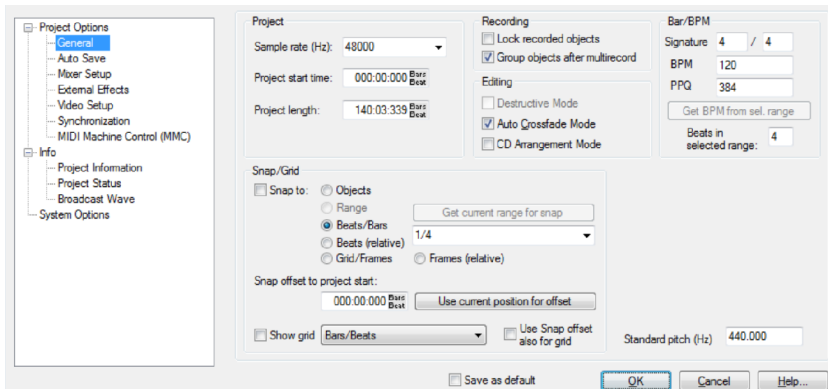 Project Options
General
Auto Save
Mixer Setup
External Effects
Video Setup
Synchronization
MIDI Machine Control (MMC)
Info
Project Information
Project Status
Broadcast Wave
System Options
Project
Sample rate (Hz): 48000
Project start time: 000:00:000 Bars Beat
Project length: 140:03:339 Bars Beat
Recording
Lock recorded objects
Group objects after multirecord
Editing
Destructive Mode
Auto Crossfade Mode
CD Arrangement Mode
Bar/BPM
Signature 4 / 4
BPM 120
PPQ 384
Get BPM from sel. range
Beats in
selected range: 4
Snap/Grid
Snap to: Objects
Range Get current range for snap
Beats/Bars 1/4
Beats (relative)
Grid/Frames Frames (relative)
Snap offset to project start:
000:00:000 Bars Beat Use current position for offset
Show grid Bars/Beats
Use Snap offset
also for grid
Standard pitch (Hz) 440.000
Save as default OK Cancel Help...